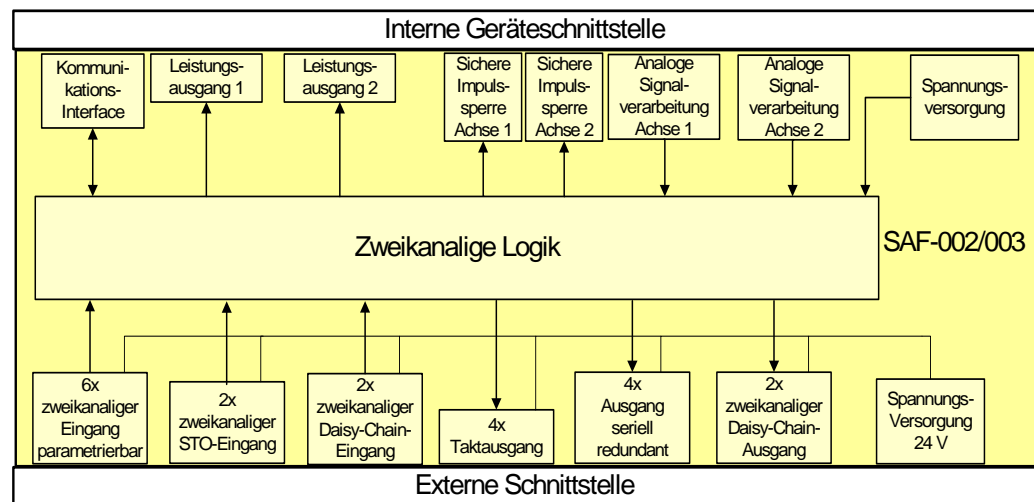 Interne Geräteschnittstelle
Kommuni-
kations-
Interface
Leistungs-
ausgang 1
Leistungs-
ausgang 2
Sichere
Impuls-
sperre
Achse 1
Sichere
Impuls-
sperre
Achse 2
Analoge
Signal-
verarbeitung
Achse 1
Analoge
Signal-
verarbeitung
Achse 2
Spannungs-
versorgung
Zweikanalige Logik
SAF-002/003
6x
zweikanaliger
Eingang
parametrierbar
2x
zweikanaliger
STO-Eingang
2x
zweikanaliger
Daisy-Chain-
Eingang
4x
Taktausgang
4x
Ausgang
seriell
redundant
2x
zweikanaliger
Daisy-Chain-
Ausgang
Spannungs-
Versorgung
24 V
Externe Schnittstelle